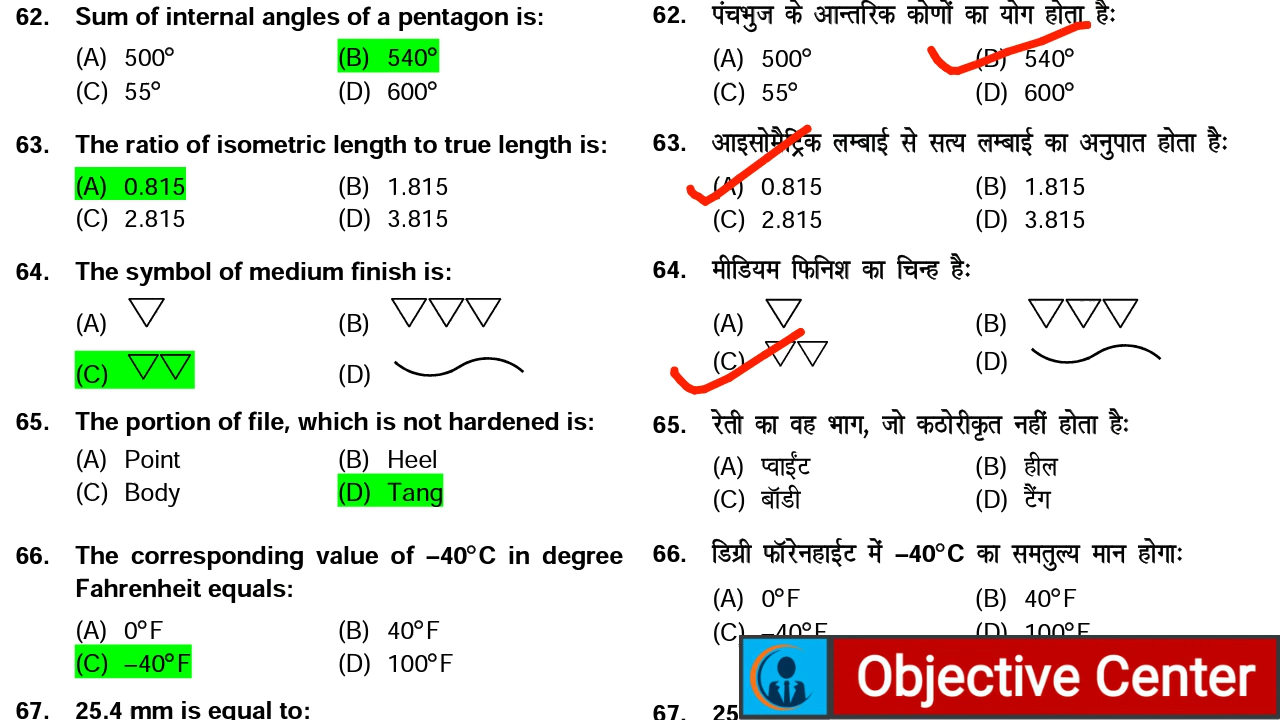 62. Sum of internal angles of a pentagon is:
(A) 500° (B) 540°
(C) 55° (D) 600°
63. The ratio of isometric length to true length is:
(A) 0.815 (B) 1.815
(C) 2.815 (D) 3.815
64. The symbol of medium finish is:
(A) (B)
(C) (D)
65. The portion of file, which is not hardened is:
(A) Point (B) Heel
(C) Body (D) Tang
66. The corresponding value of –40°C in degree
Fahrenheit equals:
(A) 0°F (B) 40°F
(C) –40°F (D) 100°F
67. 25.4 mm is equal to:
62. पंचभुज के आन्तरिक कोणों का योग होता है:
(A) 500° (B) 540°
(C) 55° (D) 600°
63. आइसोमैट्रिक लम्बाई से सत्य लम्बाई का अनुपात होता है:
(A) 0.815 (B) 1.815
(C) 2.815 (D) 3.815
64. मीडियम फिनिश का चिन्ह है:
(A) (B)
(C) (D)
65. रेती का वह भाग, जो कठोरीकृत नहीं होता है:
(A) प्वाईंट (B) हील
(C) बॉडी (D) टैंग
66. डिग्री फॉरेनहाईट में –40°C का समतुल्य मान होगा:
(A) 0°F (B) 40°F
(C) –40°F (D) 100°F
67. 25
Objective Center